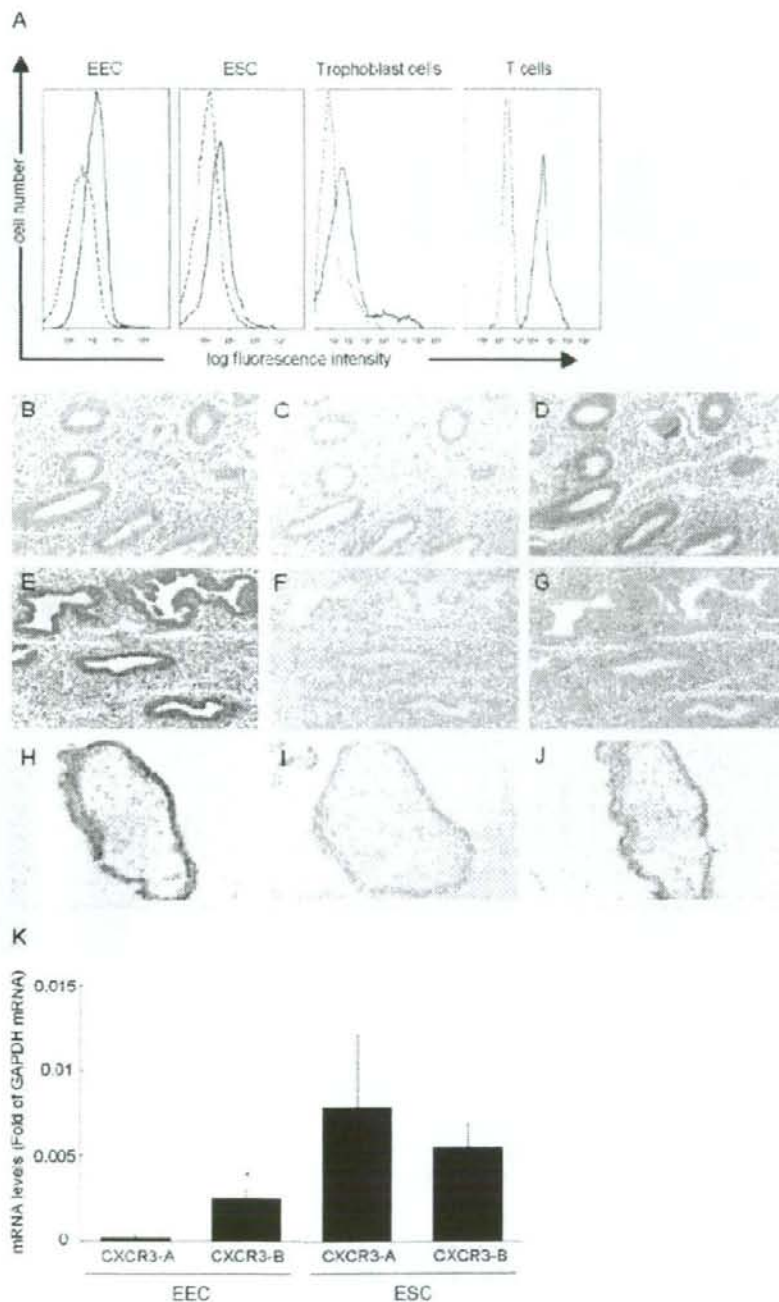 A
EEC ESC Trophoblast cells T cells
cell number
log fluorescence intensity
B C D
E F G
H I J
K
mRNA levels (Fold of GAPDH mRNA)
0.015
0.01
0.005
0
CXCR3-A CXCR3-B CXCR3-A CXCR3-B
EEC ESC